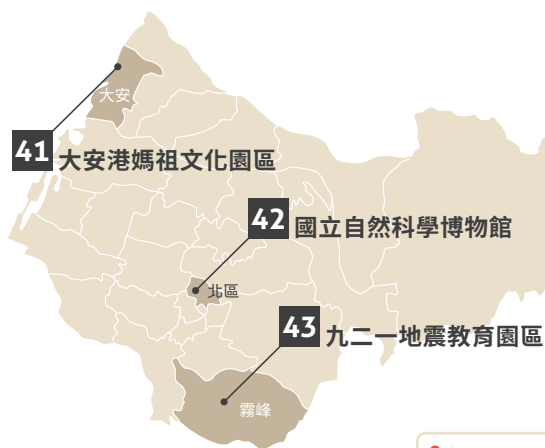 大安
41 大安港媽祖文化園區
42 國立自然科學博物館
北區
43 九二一地震教育園區
霧峰